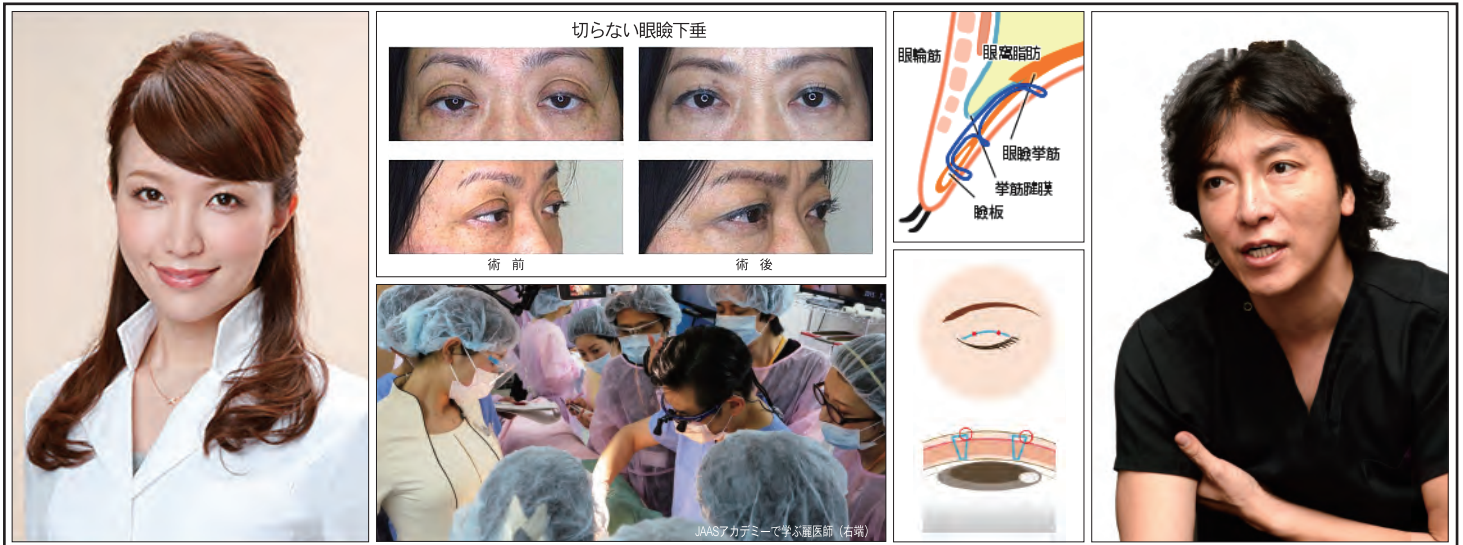 切らない眼瞼下垂
術 前
術 後
JAASアカデミーで学ぶ麗医師（右端）
眼輪筋
眼窩脂肪
眼瞼挙筋
挙筋腱膜
瞼板